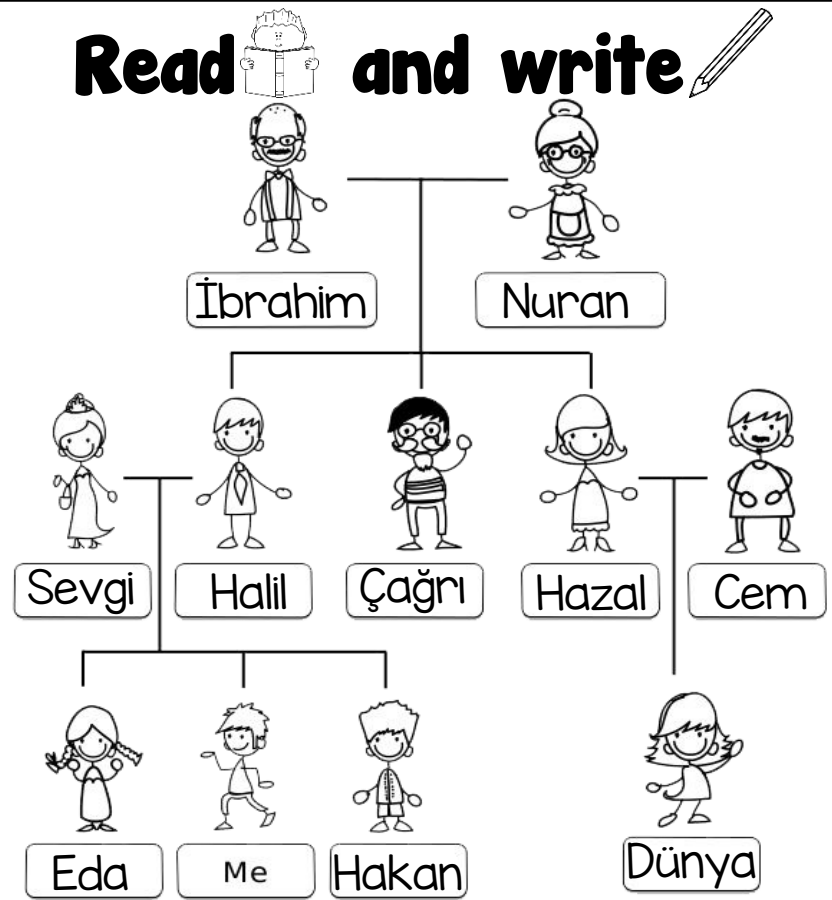 Read and write
İbrahim Nuran
Sevgi Halil Çağrı Hazal Cem
Eda Me Hakan Dünya